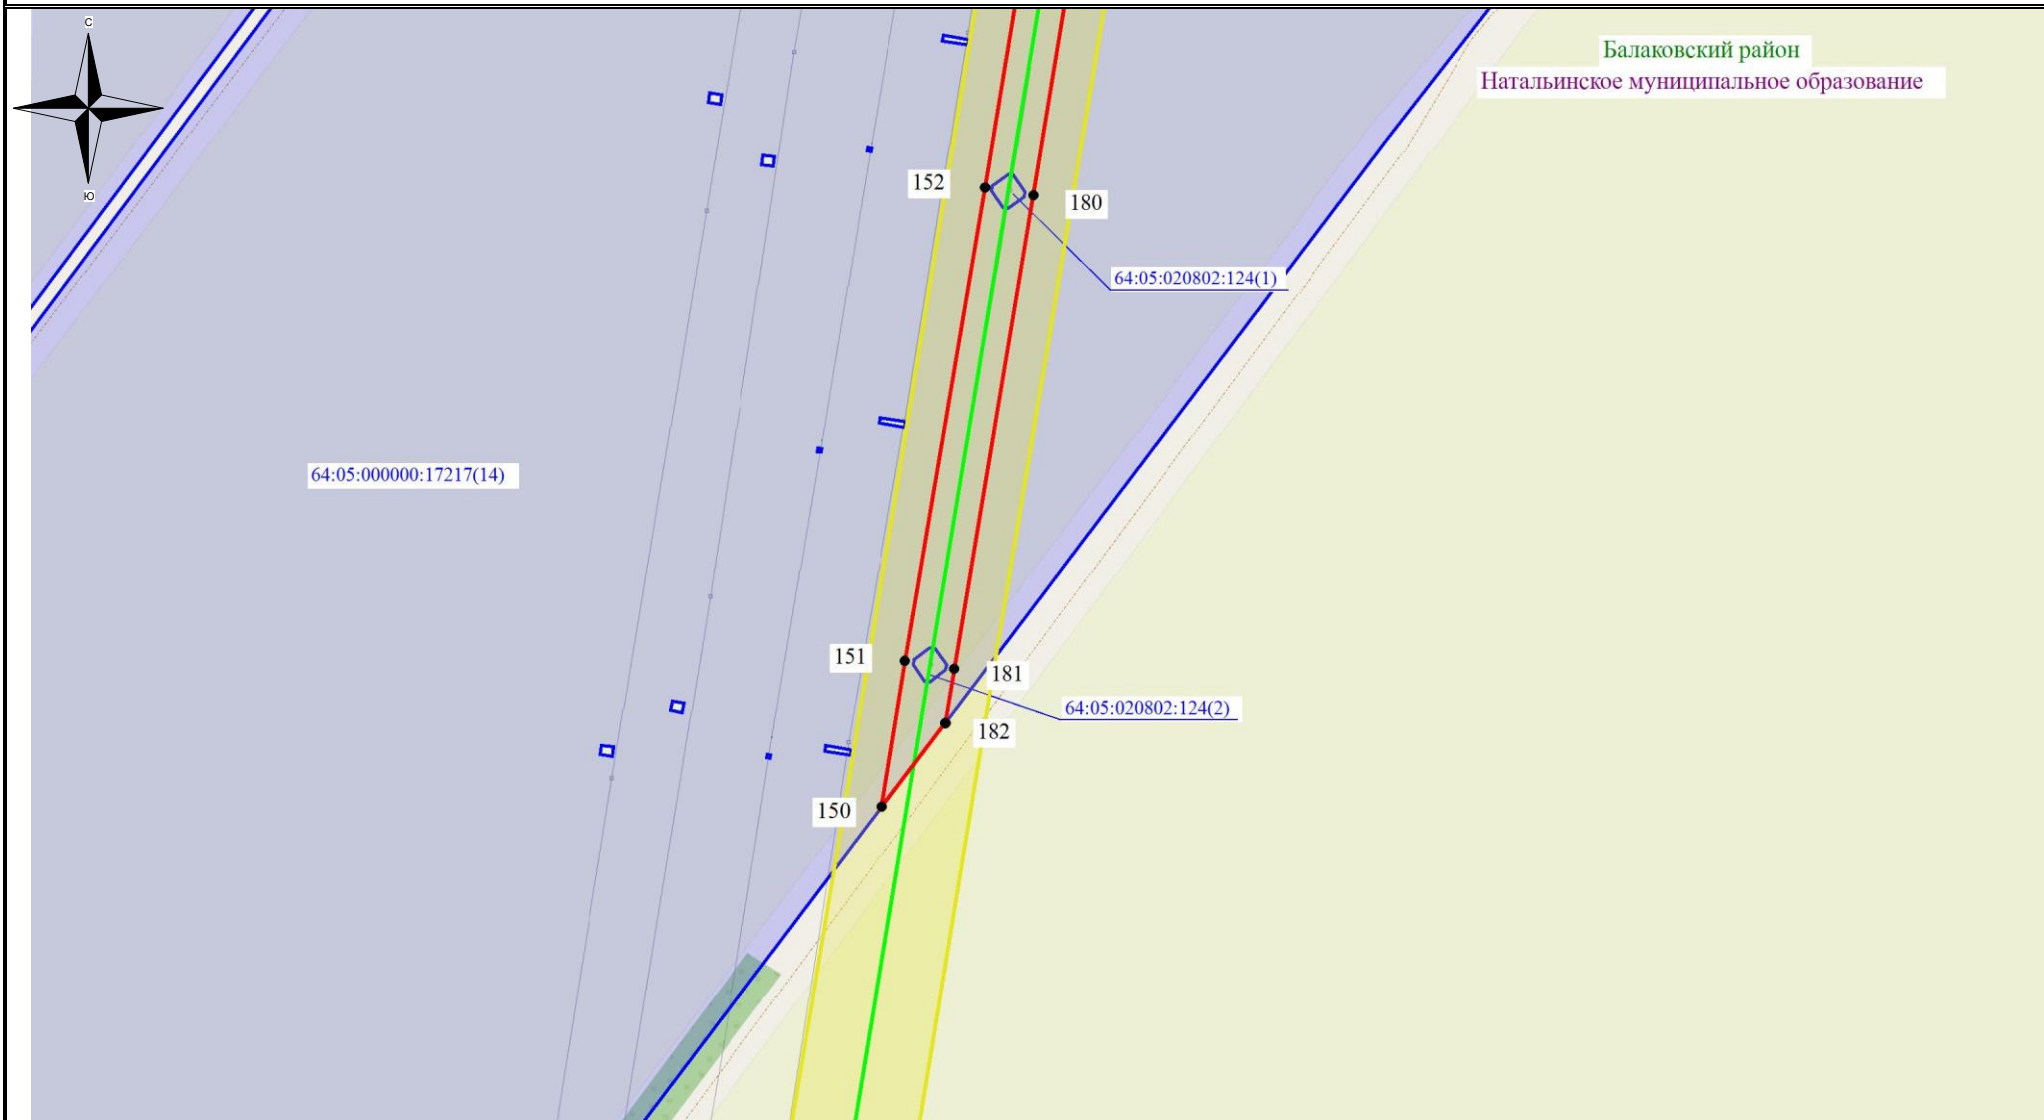 С
Ю
Балаковский район
Натальинское муниципальное образование
152
180
64:05:020802:124(1)
64:05:000000:17217(14)
151
181
64:05:020802:124(2)
182
150